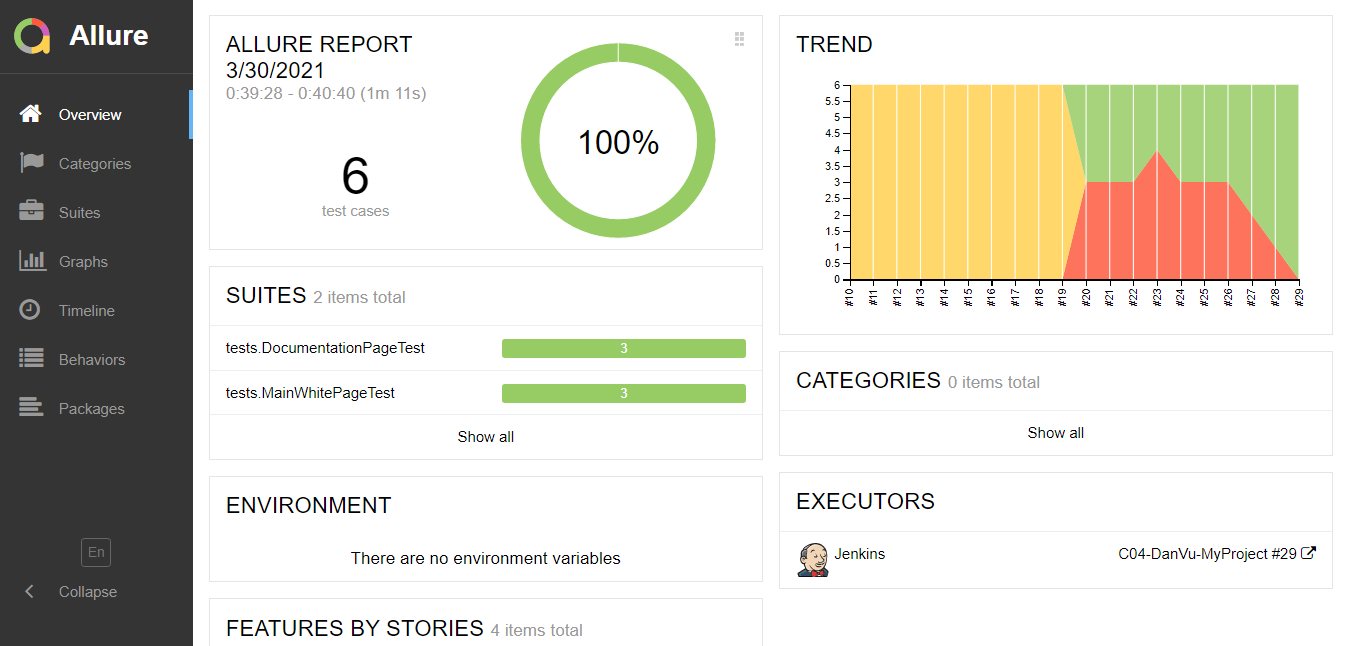 Allure
Overview
Categories
Suites
Graphs
Timeline
Behaviors
Packages
En
Collapse
ALLURE REPORT
3/30/2021
0:39:28 - 0:40:40 (1m 11s)
6
test cases
100%
SUITES 2 items total
tests.DocumentationPageTest 3
tests.MainWhitePageTest 3
Show all
ENVIRONMENT
There are no environment variables
FEATURES BY STORIES 4 items total
TREND
6
5.5
5
4.5
4
3.5
3
2.5
2
1.5
1
0.5
0
#10 #11 #12 #13 #14 #15 #16 #17 #18 #19 #20 #21 #22 #23 #24 #25 #26 #27 #28 #29
CATEGORIES 0 items total
Show all
EXECUTORS
Jenkins C04-DanVu-MyProject #29